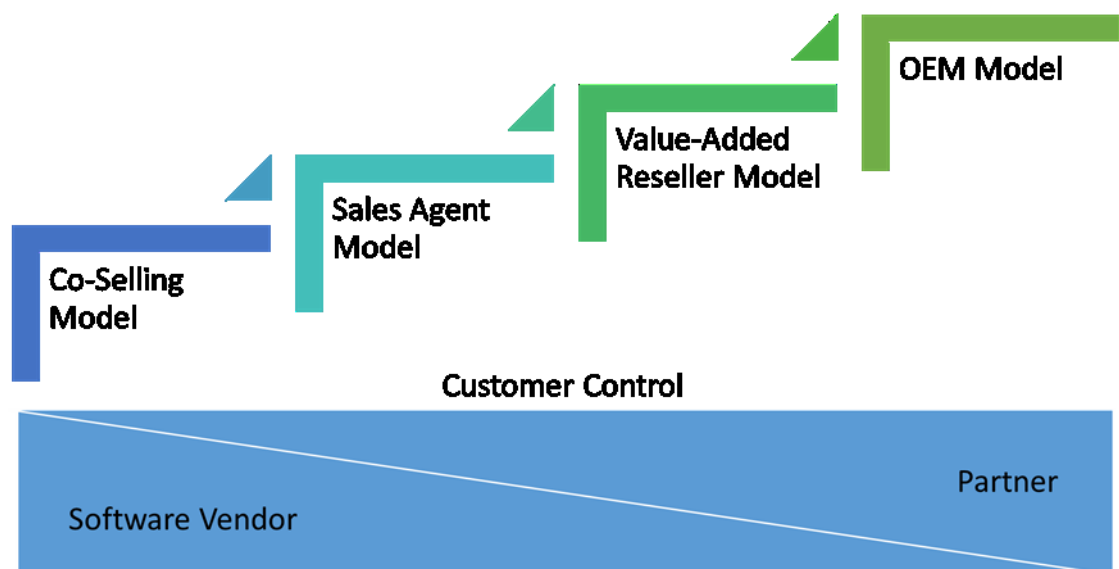 Co-Selling
Model
Sales Agent
Model
Value-Added
Reseller Model
OEM Model
Customer Control
Software Vendor
Partner